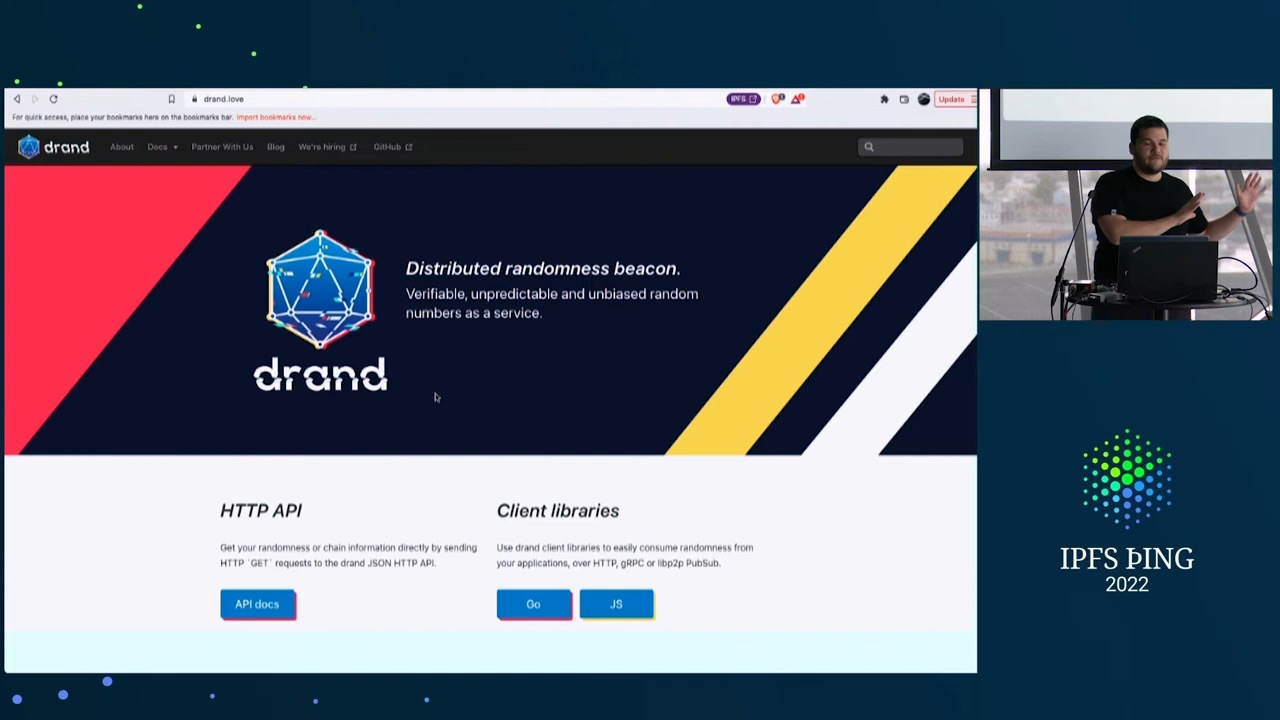 drand.love
IPFS
Update
For quick access, place your bookmarks here on the bookmarks bar. Import bookmarks now...
drand
About
Docs
Partner With Us
Blog
We're hiring
GitHub
Distributed randomness beacon.
Verifiable, unpredictable and unbiased random
numbers as a service.
drand
HTTP API
Get your randomness or chain information directly by sending
HTTP `GET` requests to the drand JSON HTTP API.
API docs
Client libraries
Use drand client libraries to easily consume randomness from
your applications, over HTTP, gRPC or libp2p PubSub.
Go
JS
IPFS ÞING
2022